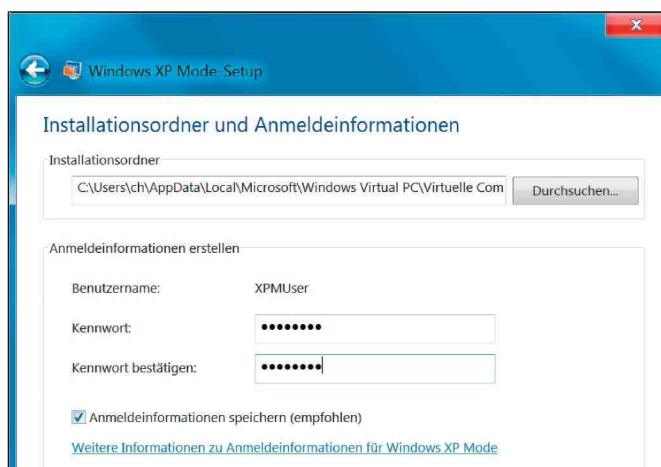 Windows XP Mode-Setup
Installationsordner und Anmeldeinformationen
Installationsordner
C:\Users\ch\AppData\Local\Microsoft\Windows Virtual PC\Virtuelle Com
Durchsuchen...
Anmeldeinformationen erstellen
Benutzername: XPMUser
Kennwort: ●●●●●●●●
Kennwort bestätigen: ●●●●●●●●
Anmeldeinformationen speichern (empfohlen)
Weitere Informationen zu Anmeldeinformationen für Windows XP Mode